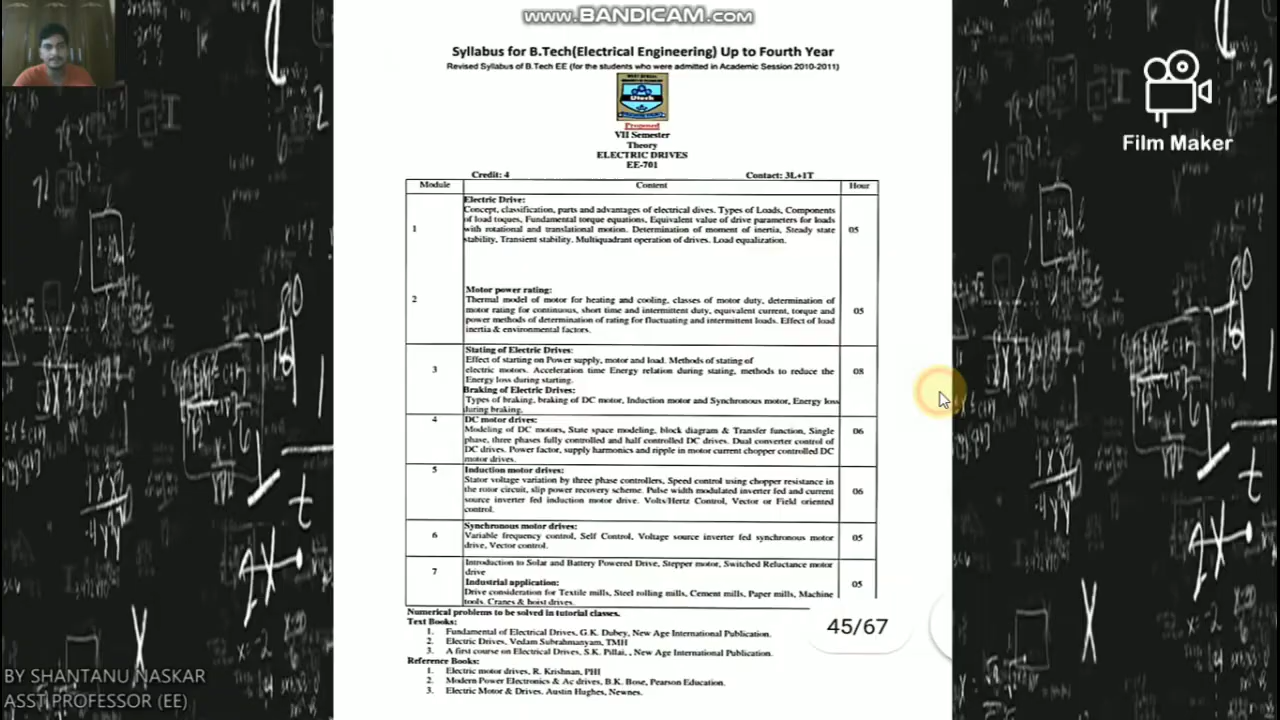 www.BANDICAM.com
Syllabus for B.Tech(Electrical Engineering) Up to Fourth Year
Revised Syllabus of B.Tech EE (for the students who were admitted in Academic Session 2010-2011)
Utech
Proposed
VII Semester
Theory
ELECTRIC DRIVES
EE-701
Credit: 4 Contact: 3L+1T
Module Content Hour
Electric Drive:
Concept, classification, parts and advantages of electrical dives. Types of Loads, Components
of load toques, Fundamental torque equations, Equivalent value of drive parameters for loads
1 with rotational and translational motion. Determination of moment of inertia, Steady state 05
stability, Transient stability. Multiquadrant operation of drives. Load equalization.
Motor power rating:
2 Thermal model of motor for heating and cooling, classes of motor duty, determination of
motor rating for continuous, short time and intermittent duty, equivalent current, torque and 05
power methods of determination of rating for fluctuating and intermittent loads. Effect of load
inertia & environmental factors.
Stating of Electric Drives:
Effect of starting on Power supply, motor and load. Methods of stating of
3 electric motors. Acceleration time Energy relation during stating, methods to reduce the 08
Energy loss during starting.
Braking of Electric Drives:
Types of braking, braking of DC motor, Induction motor and Synchronous motor, Energy loss
during braking.
4 DC motor drives:
Modeling of DC motors, State space modeling, block diagram & Transfer function, Single 06
phase, three phases fully controlled and half controlled DC drives. Dual converter control of
DC drives. Power factor, supply harmonics and ripple in motor current chopper controlled DC
motor drives.
5 Induction motor drives:
Stator voltage variation by three phase controllers, Speed control using chopper resistance in
the rotor circuit, slip power recovery scheme. Pulse width modulated inverter fed and current 06
source inverter fed induction motor drive. Volts/Hertz Control, Vector or Field oriented
control.
Synchronous motor drives:
6 Variable frequency control, Self Control, Voltage source inverter fed synchronous motor 05
drive, Vector control.
Introduction to Solar and Battery Powered Drive, Stepper motor, Switched Reluctance motor
7 drive
Industrial application: 05
Drive consideration for Textile mills, Steel rolling mills, Cement mills, Paper mills, Machine
tools. Cranes & hoist drives.
Numerical problems to be solved in tutorial classes.
Text Books:
1. Fundamental of Electrical Drives, G.K. Dubey, New Age International Publication.
2. Electric Drives, Vedam Subrahmanyam, TMH
3. A first course on Electrical Drives, S.K. Pillai, , New Age International Publication.
Reference Books:
1. Electric motor drives, R. Krishnan, PHI
2. Modern Power Electronics & Ac drives, B.K. Bose, Pearson Education.
3. Electric Motor & Drives. Austin Hughes, Newnes.
45/67
Film Maker
BY SHANTANU NASKAR
ASST PROFESSOR (EE)